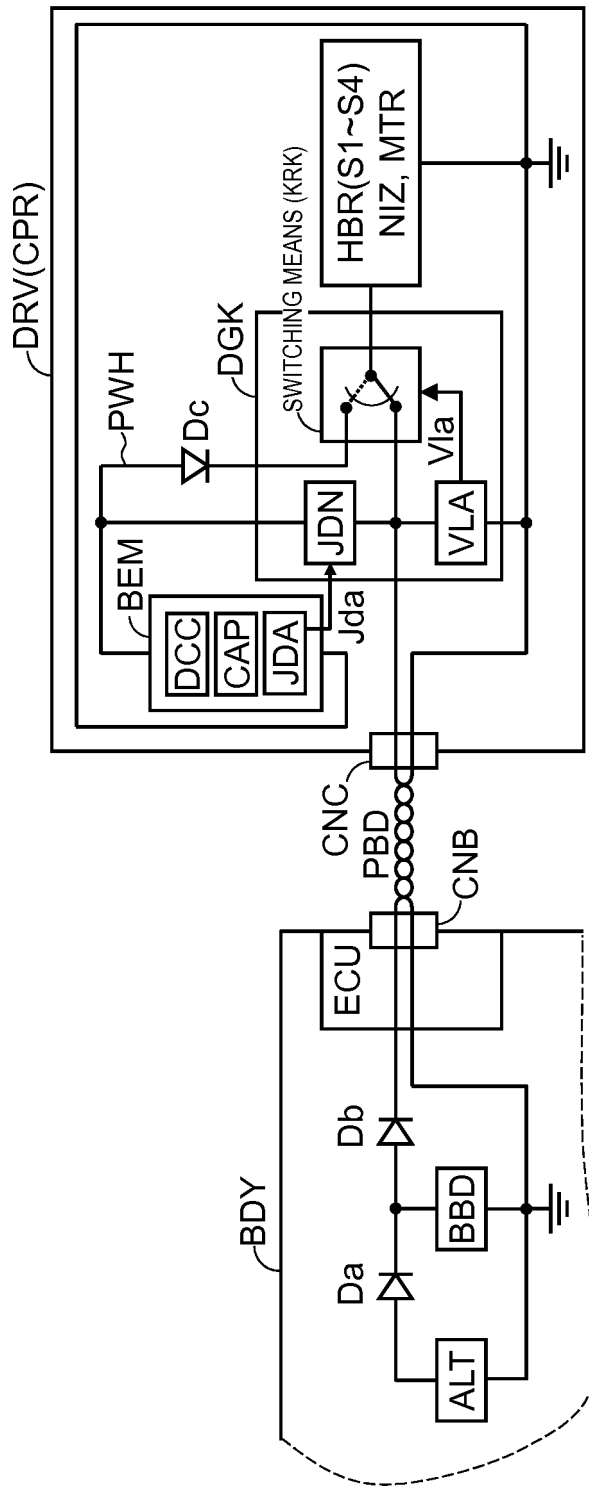 DRV(CPR)
PWH
Dc
BEM
DGK
SWITCHING MEANS (KRK)
DCC
CAP
JDA
Jda
JDN
HBR(S1~S4)
NIZ, MTR
Vla
VLA
CNC
PBD
CNB
ECU
BDY
Da
Db
BBD
ALT